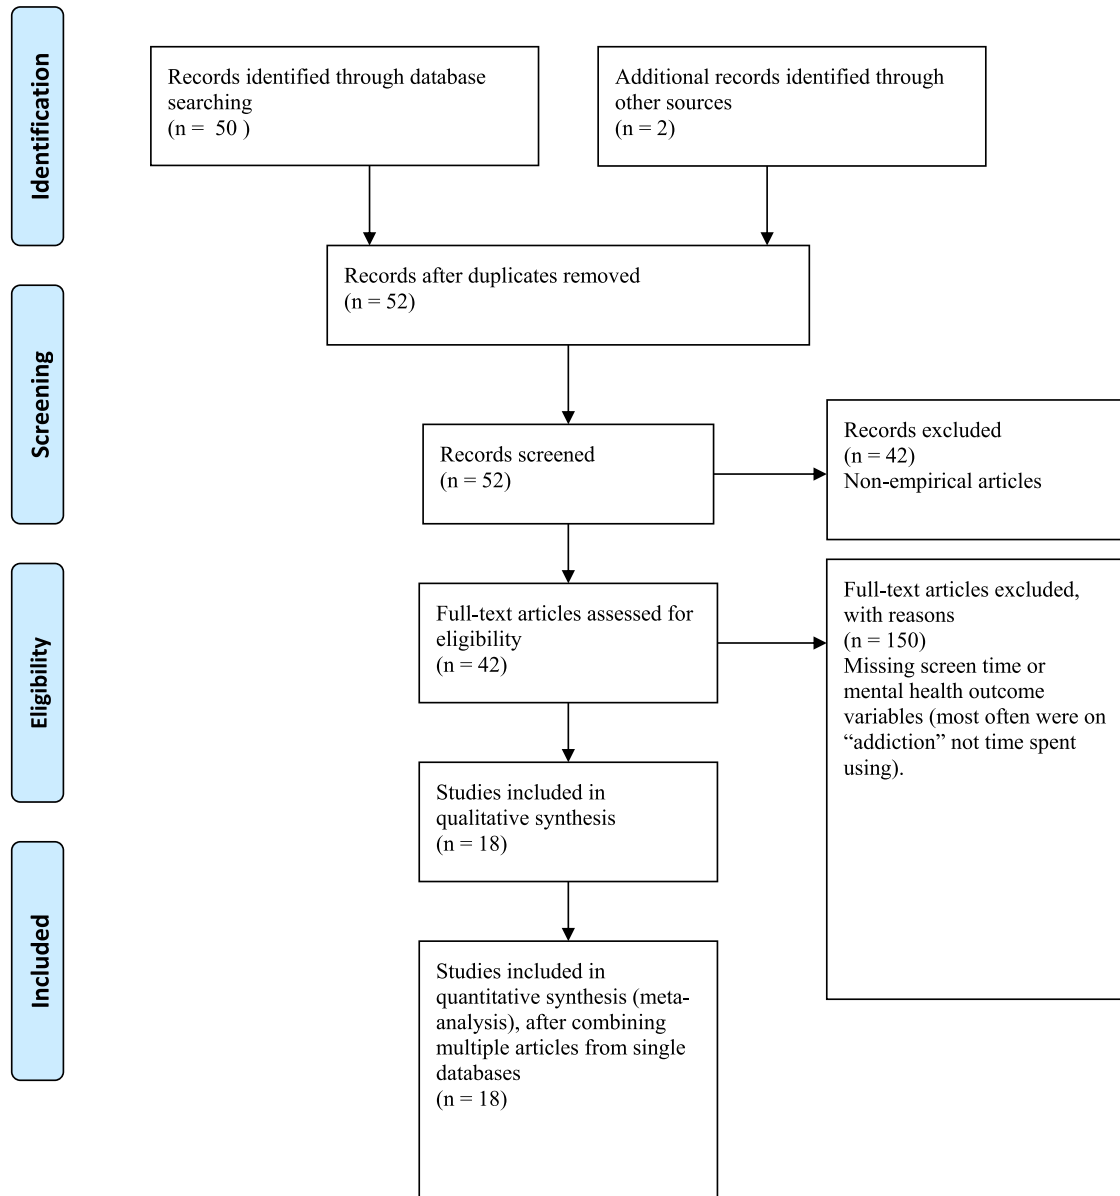 Identification
Records identified through database
searching
(n =  50 )
Additional records identified through
other sources
(n = 2)
Records after duplicates removed
(n = 52)
Screening
Records screened
(n = 52)
Records excluded
(n = 42)
Non-empirical articles
Eligibility
Full-text articles assessed for
eligibility
(n = 42)
Full-text articles excluded,
with reasons
(n = 150)
Missing screen time or
mental health outcome
variables (most often were on
“addiction” not time spent
using).
Studies included in
qualitative synthesis
(n = 18)
Included
Studies included in
quantitative synthesis (meta-
analysis), after combining
multiple articles from single
databases
(n = 18)